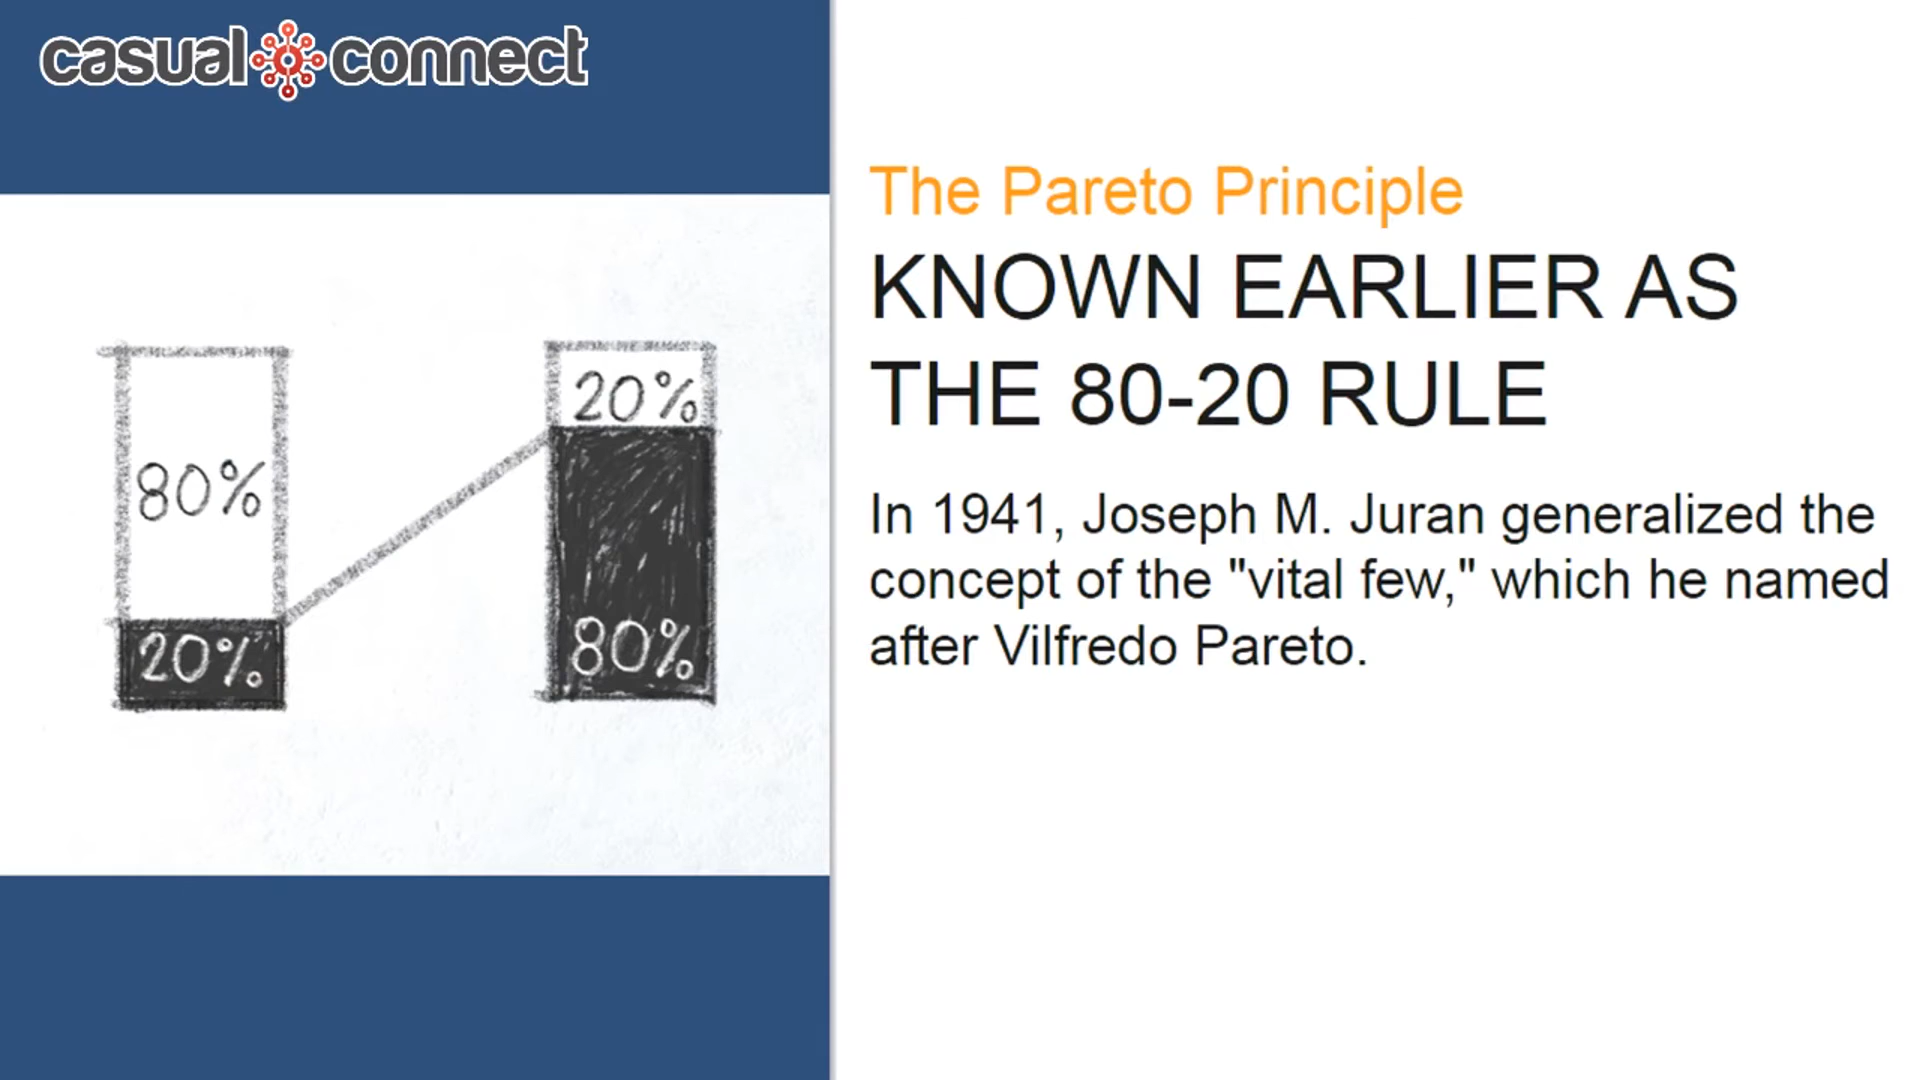 casual connect
80%
20%
20%
80%
The Pareto Principle
KNOWN EARLIER AS
THE 80-20 RULE
In 1941, Joseph M. Juran generalized the
concept of the "vital few," which he named
after Vilfredo Pareto.